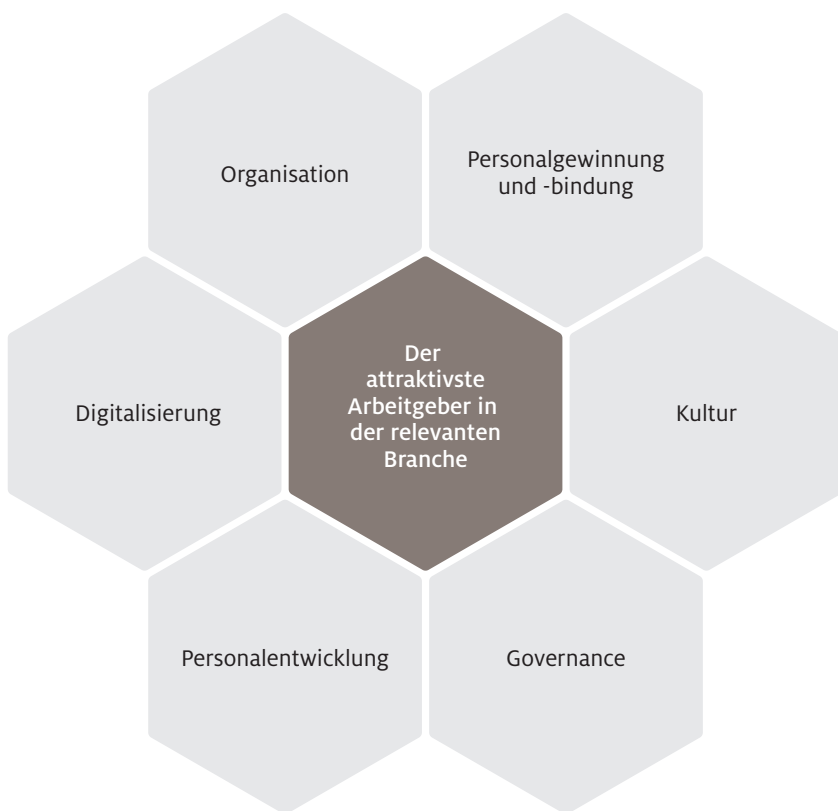 Organisation
Personalgewinnung
und -bindung
Digitalisierung
Der
attraktivste
Arbeitgeber in
der relevanten
Branche
Kultur
Personalentwicklung
Governance